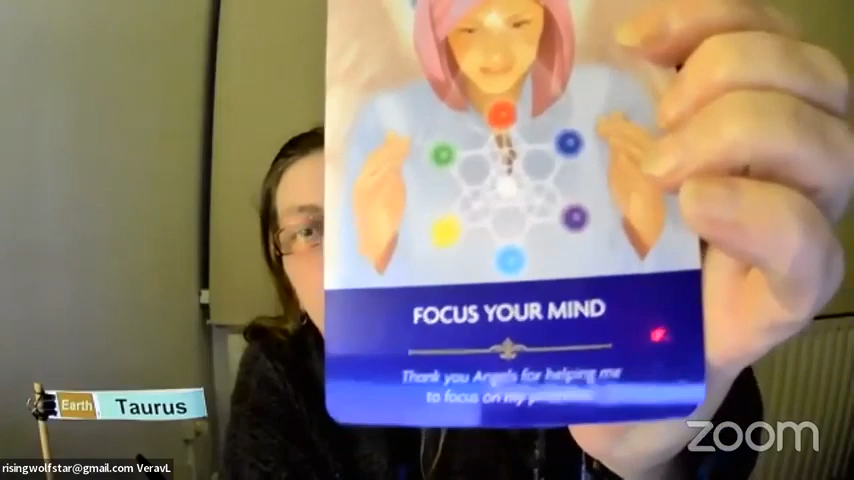 FOCUS YOUR MIND
Thank you Angels for helping me
to focus on my
Earth
Taurus
zoom
risingwolfstar@gmail.com VeravL